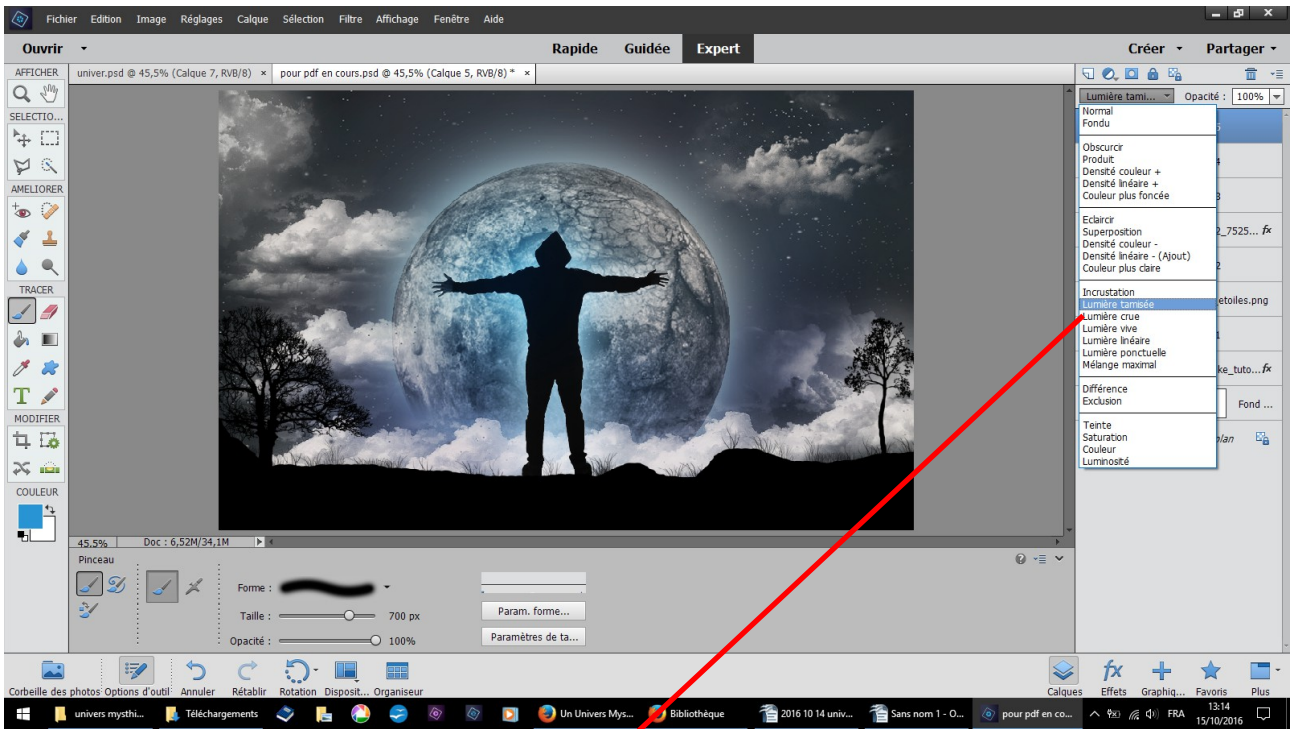 Fichier Edition Image Réglages Calque Sélection Filtre Affichage Fenêtre Aide
Ouvrir Rapide Guidée Expert Créer Partager
AFFICHER univer.psd @ 45,5% (Calque 7, RVB/8) × pour pdf en cours.psd @ 45,5% (Calque 5, RVB/8) * ×
Lumière tami... Opacité : 100%
SELECTIO...
AMELIORER
TRACER
MODIFIER
COULEUR
Normal
Fondu
Obscurcir
Produit
Densité couleur +
Densité linéaire +
Couleur plus foncée
Eclaircir
Superposition
Densité couleur -
Densité linéaire - (Ajout)
Couleur plus claire
Incrustation
Lumière tamisée
Lumière crue
Lumière vive
Lumière linéaire
Lumière ponctuelle
Mélange maximal
Différence
Exclusion
Teinte
Saturation
Couleur
Luminosité
5
4
3
2_7525... fx
2
etoiles.png
1
ke_tuto... fx
Fond ...
plan
45,5% Doc : 6,52M/34,1M
Pinceau
Forme :
Taille : 700 px
Opacité : 100%
Param. forme...
Paramètres de ta...
Corbeille des photos Options d'outil Annuler Rétablir Rotation Disposit... Organiseur Calques Effets Graphiq... Favoris Plus
univers mysthi... Téléchargements Un Univers Mys... Bibliothèque 2016 10 14 univ... Sans nom 1 - O... pour pdf en co... FRA 13:14
15/10/2016